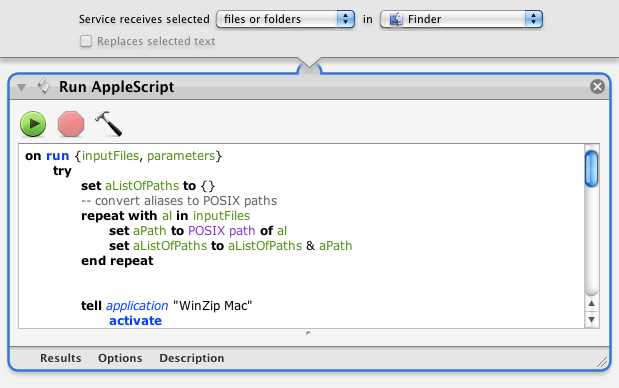 Service receives selected files or folders in Finder
Replaces selected text
Run AppleScript
on run {inputFiles, parameters}
try
set aListOfPaths to {}
-- convert aliases to POSIX paths
repeat with al in inputFiles
set aPath to POSIX path of al
set aListOfPaths to aListOfPaths & aPath
end repeat
tell application "WinZip Mac"
activate
Results Options Description